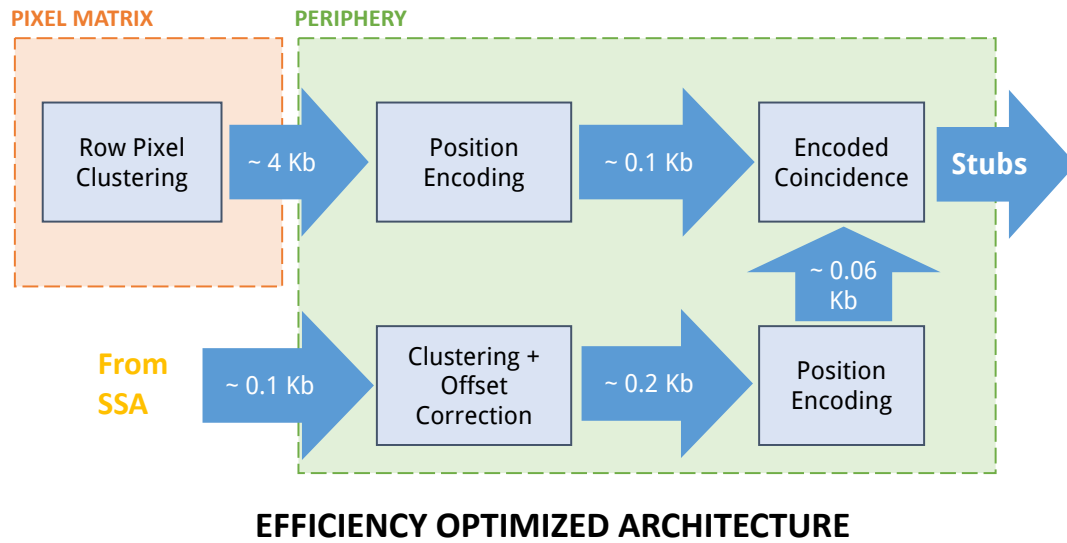 PIXEL MATRIX
PERIPHERY
Row Pixel
Clustering
~ 4 Kb
Position
Encoding
~ 0.1 Kb
Encoded
Coincidence
Stubs
From
SSA
~ 0.1 Kb
Clustering +
Offset
Correction
~ 0.2 Kb
Position
Encoding
~ 0.06
Kb
EFFICIENCY OPTIMIZED ARCHITECTURE